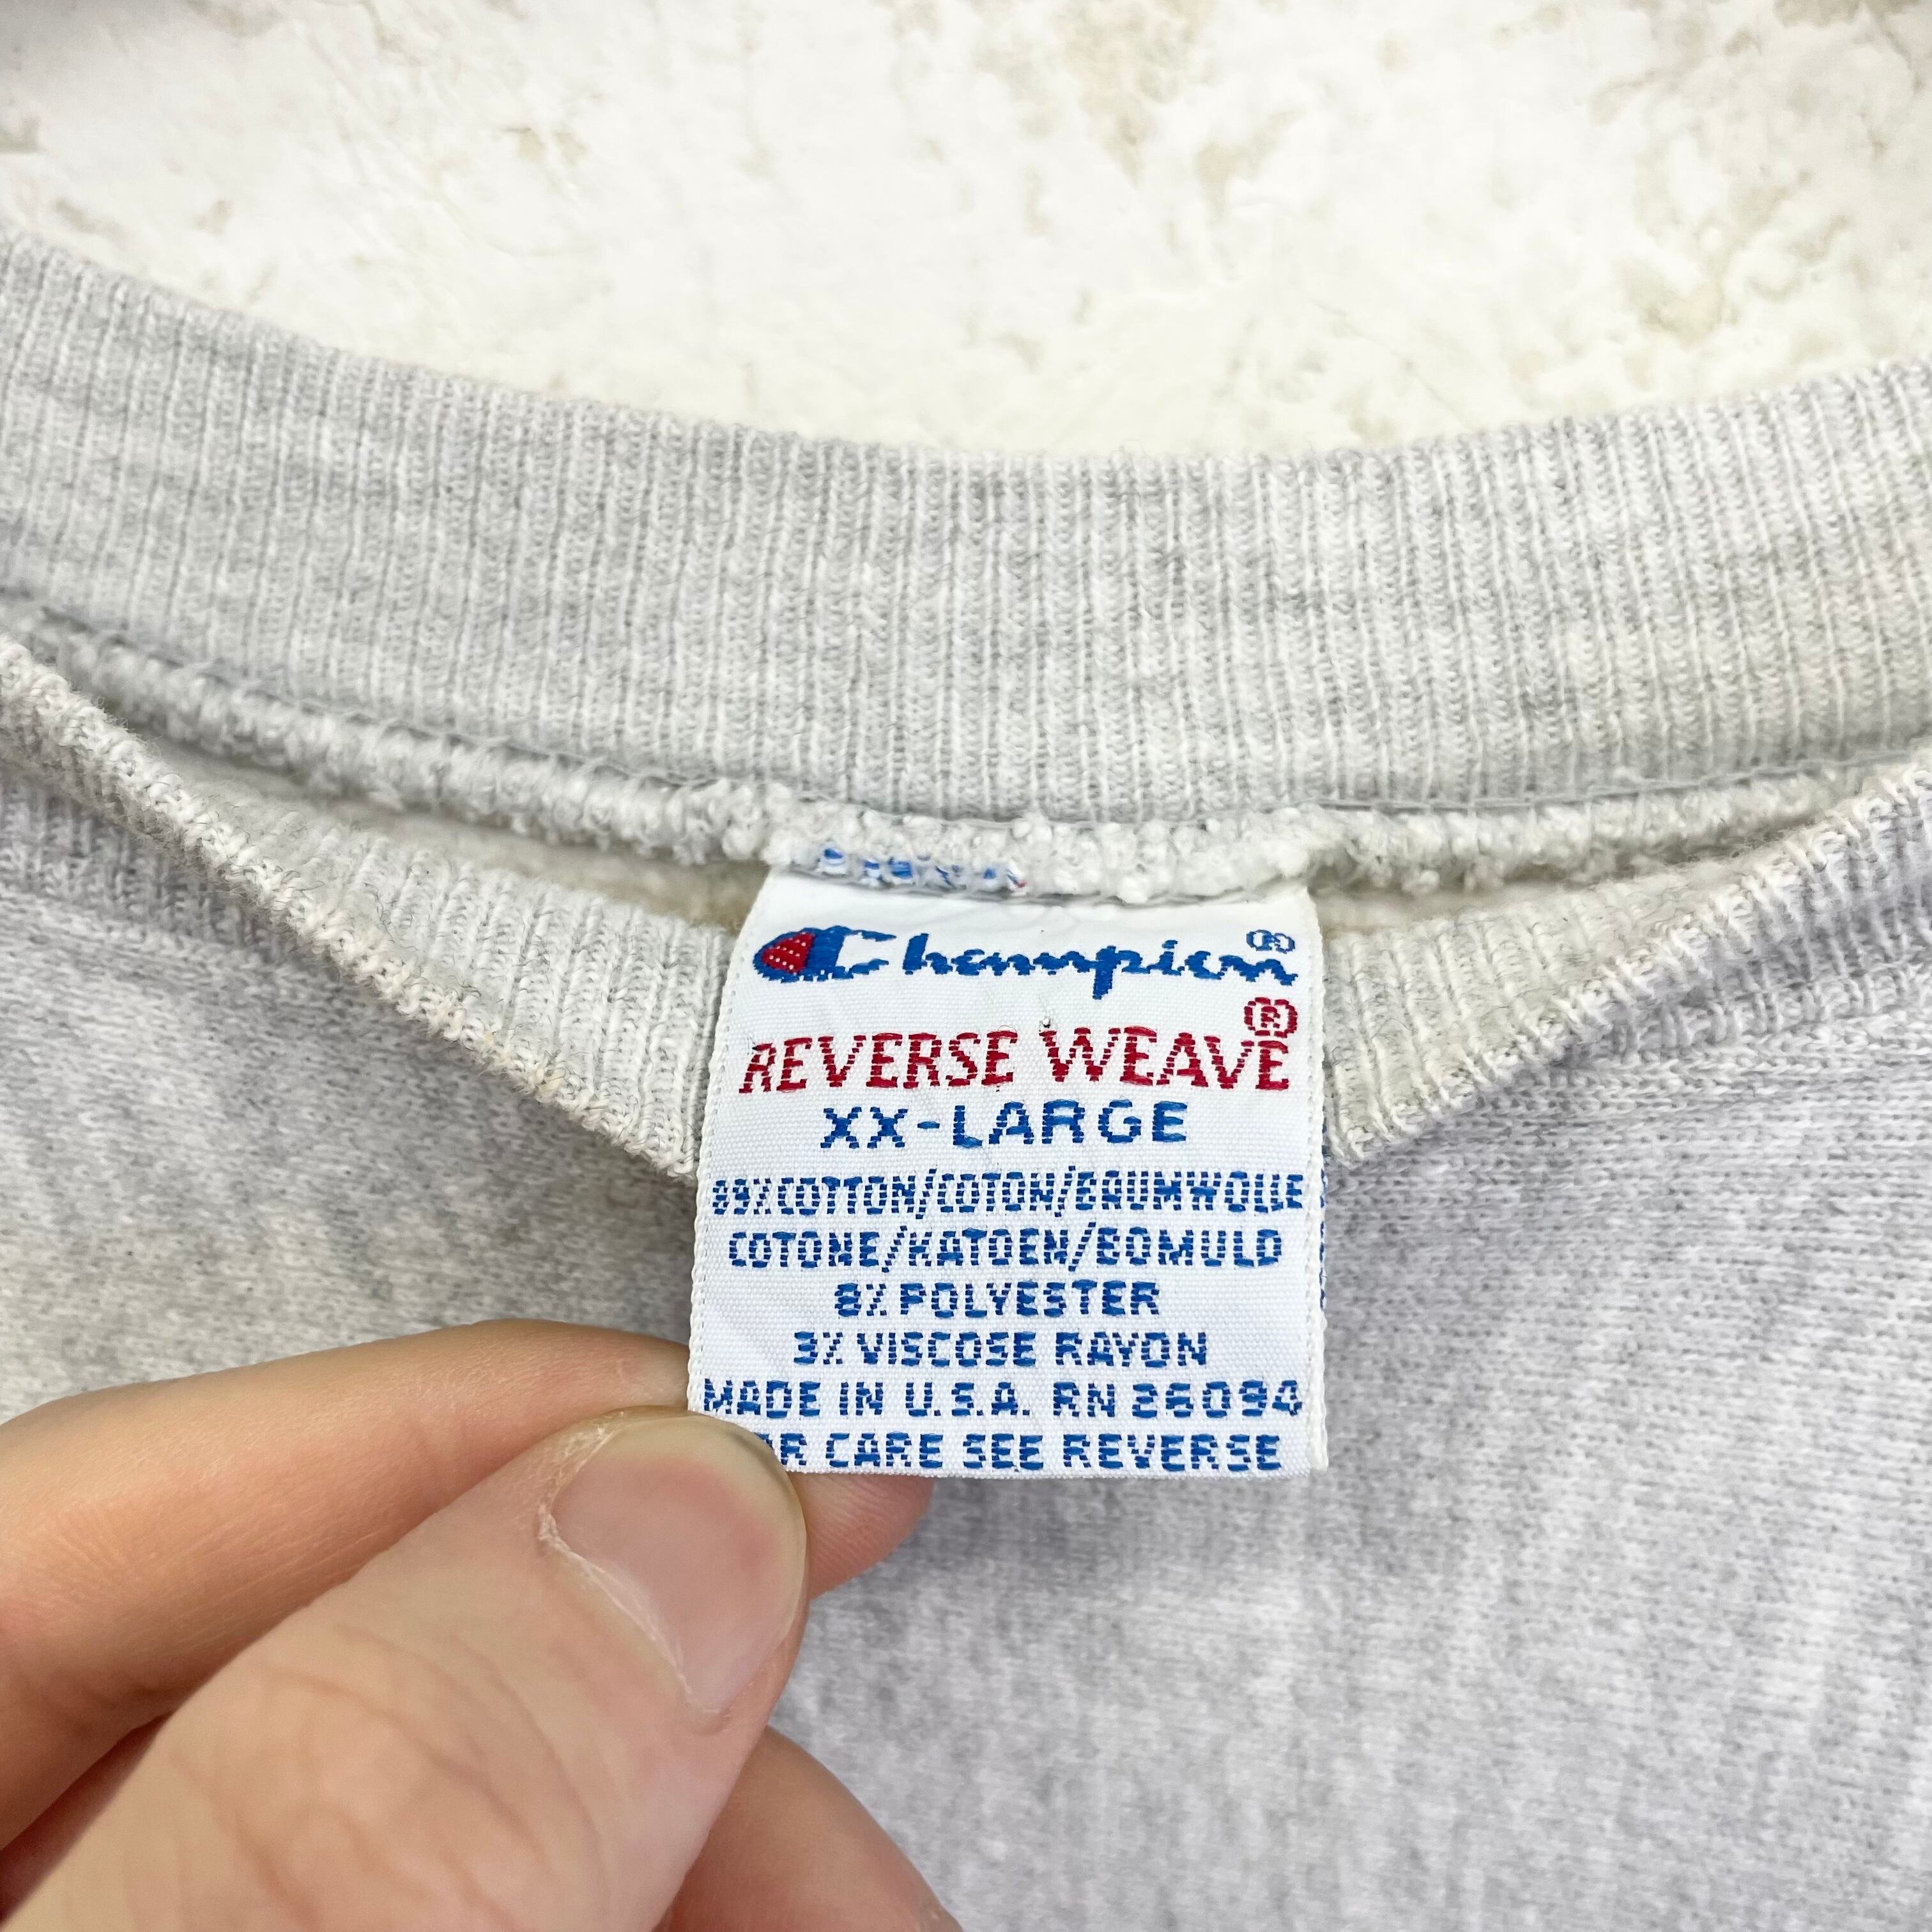 Champion®
REVERSE WEAVE®
XX-LARGE
89% COTTON/COTON/BAUMWOLLE
COTONE/KATOEN/BOMULD
8% POLYESTER
3% VISCOSE RAYON
MADE IN U.S.A. RN 26094
CARE SEE REVERSE